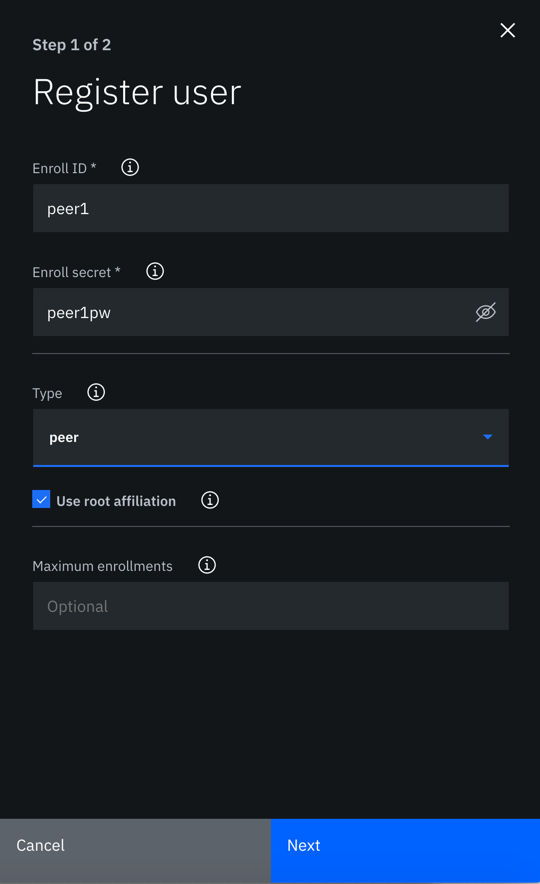 Step 1 of 2
Register user
Enroll ID *
peer1
Enroll secret *
peer1pw
Type
peer
Use root affiliation
Maximum enrollments
Optional
Cancel
Next